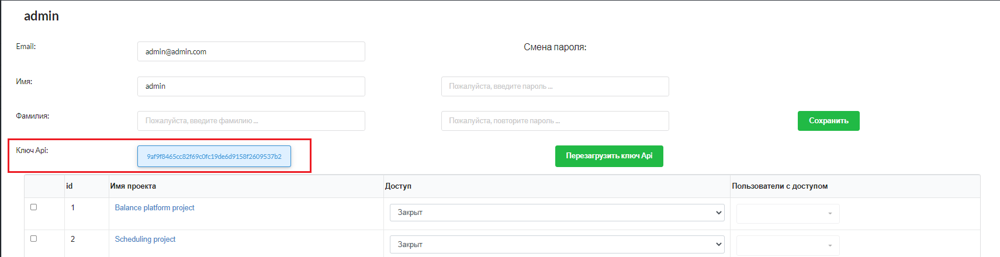 admin
Email:
admin@admin.com
Смена пароля:
Имя:
admin
Пожалуйста, введите пароль ...
Фамилия:
Пожалуйста, введите фамилию ...
Пожалуйста, повторите пароль ...
Сохранить
Ключ Api:
9af9f8465cc82f69c0fc19de6d9158f2609537b2
Перезагрузить ключ Api
id Имя проекта Доступ Пользователи с доступом
1 Balance platform project Закрыт
2 Scheduling project Закрыт